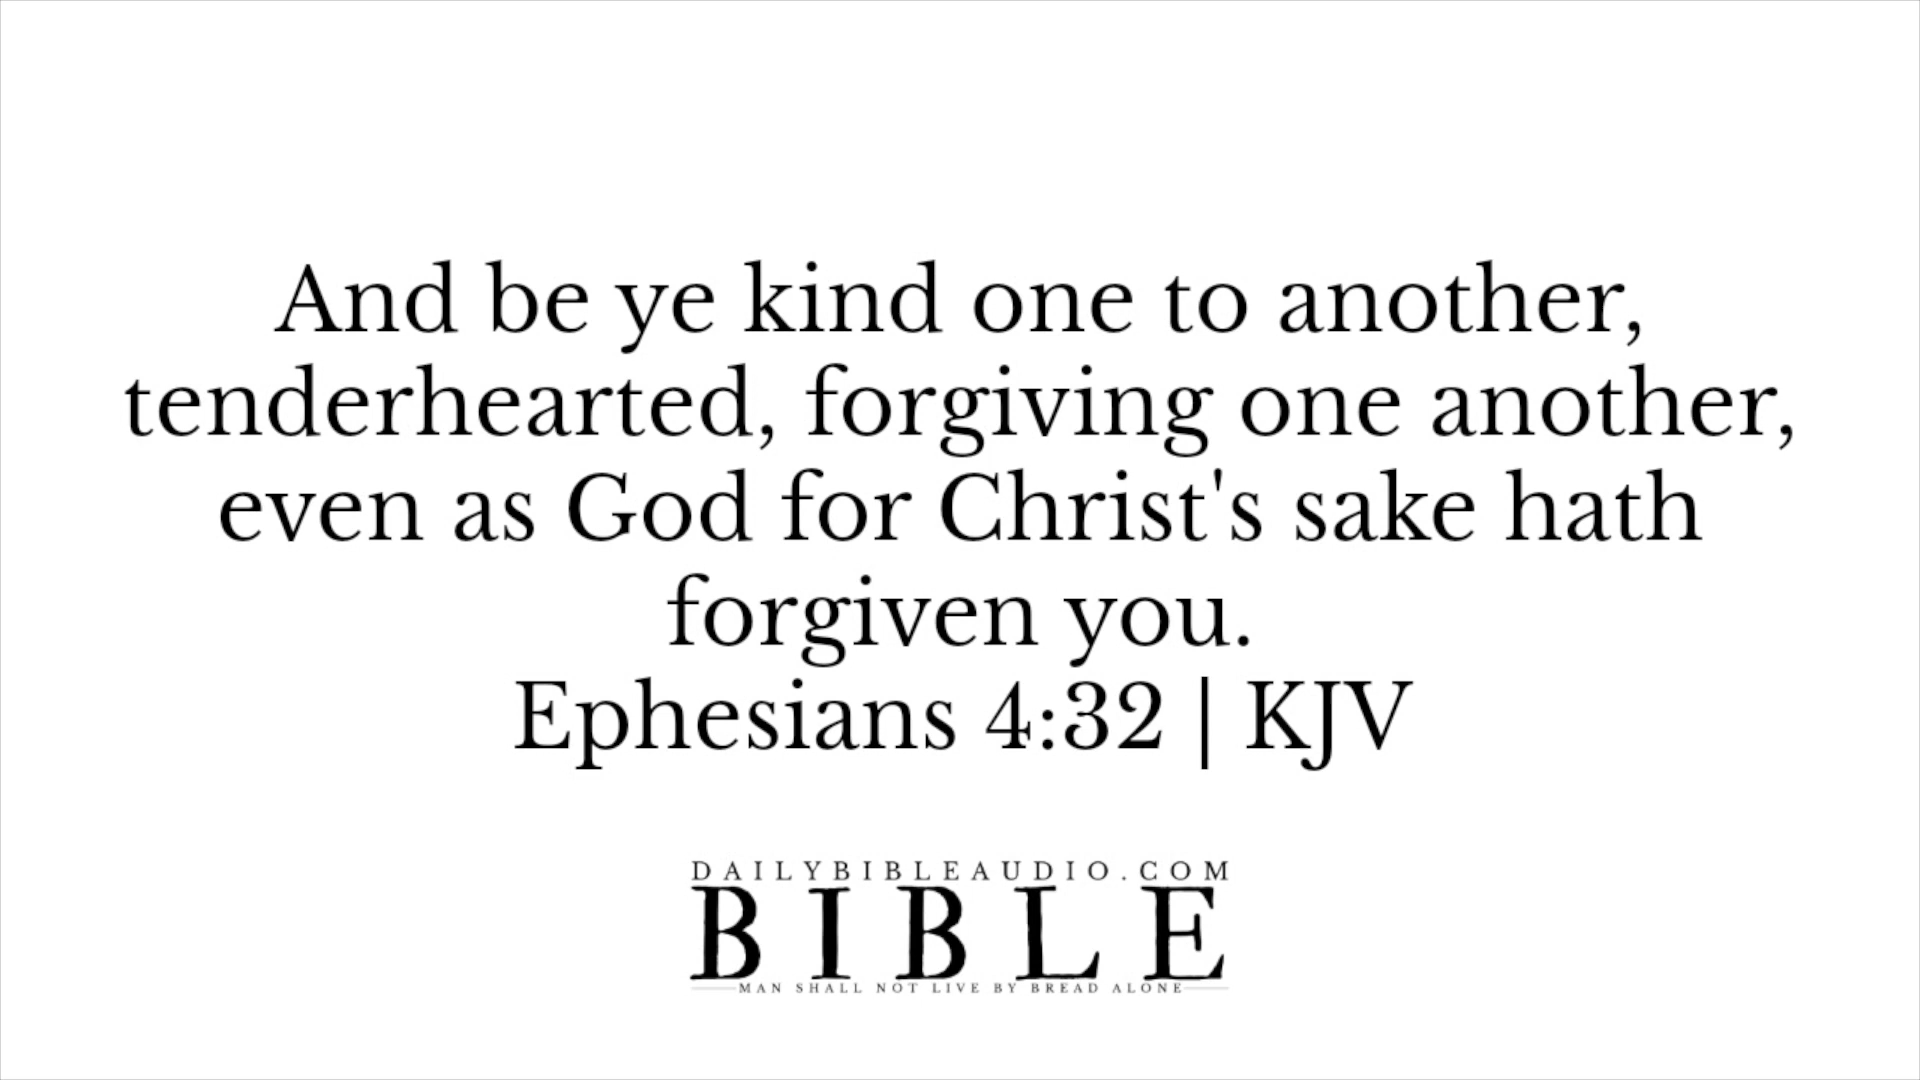 And be ye kind one to another,
tenderhearted, forgiving one another,
even as God for Christ's sake hath
forgiven you.
Ephesians 4:32 | KJV
DAILYBIBLEAUDIO.COM
BIBLE
MAN SHALL NOT LIVE BY BREAD ALONE